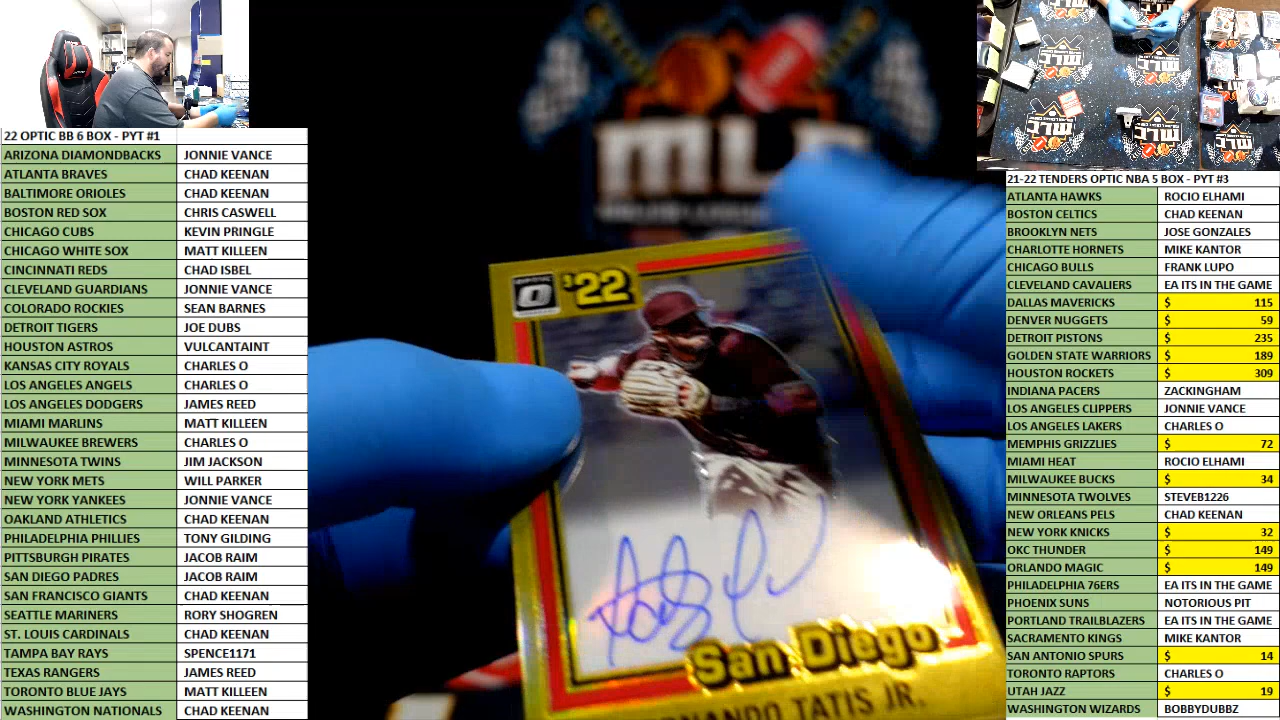 22 OPTIC BB 6 BOX - PYT #1
ARIZONA DIAMONDBACKS JONNIE VANCE
ATLANTA BRAVES CHAD KEENAN
BALTIMORE ORIOLES CHAD KEENAN
BOSTON RED SOX CHRIS CASWELL
CHICAGO CUBS KEVIN PRINGLE
CHICAGO WHITE SOX MATT KILLEEN
CINCINNATI REDS CHAD ISBEL
CLEVELAND GUARDIANS JONNIE VANCE
COLORADO ROCKIES SEAN BARNES
DETROIT TIGERS JOE DUBS
HOUSTON ASTROS VULCANTAINT
KANSAS CITY ROYALS CHARLES O
LOS ANGELES ANGELS CHARLES O
LOS ANGELES DODGERS JAMES REED
MIAMI MARLINS MATT KILLEEN
MILWAUKEE BREWERS CHARLES O
MINNESOTA TWINS JIM JACKSON
NEW YORK METS WILL PARKER
NEW YORK YANKEES JONNIE VANCE
OAKLAND ATHLETICS CHAD KEENAN
PHILADELPHIA PHILLIES TONY GILDING
PITTSBURGH PIRATES JACOB RAIM
SAN DIEGO PADRES JACOB RAIM
SAN FRANCISCO GIANTS CHAD KEENAN
SEATTLE MARINERS RORY SHOGREN
ST. LOUIS CARDINALS CHAD KEENAN
TAMPA BAY RAYS SPENCE1171
TEXAS RANGERS JAMES REED
TORONTO BLUE JAYS MATT KILLEEN
WASHINGTON NATIONALS CHAD KEENAN
'22
San Diego
TATIS JR.
21-22 TENDERS OPTIC NBA 5 BOX - PYT #3
ATLANTA HAWKS ROCIO ELHAMI
BOSTON CELTICS CHAD KEENAN
BROOKLYN NETS JOSE GONZALES
CHARLOTTE HORNETS MIKE KANTOR
CHICAGO BULLS FRANK LUPO
CLEVELAND CAVALIERS EA ITS IN THE GAME
DALLAS MAVERICKS $ 115
DENVER NUGGETS $ 59
DETROIT PISTONS $ 235
GOLDEN STATE WARRIORS $ 189
HOUSTON ROCKETS $ 309
INDIANA PACERS ZACKINGHAM
LOS ANGELES CLIPPERS JONNIE VANCE
LOS ANGELES LAKERS CHARLES O
MEMPHIS GRIZZLIES $ 72
MIAMI HEAT ROCIO ELHAMI
MILWAUKEE BUCKS $ 34
MINNESOTA TWOLVES STEVEB1226
NEW ORLEANS PELS CHAD KEENAN
NEW YORK KNICKS $ 32
OKC THUNDER $ 149
ORLANDO MAGIC $ 149
PHILADELPHIA 76ERS EA ITS IN THE GAME
PHOENIX SUNS NOTORIOUS PIT
PORTLAND TRAILBLAZERS EA ITS IN THE GAME
SACRAMENTO KINGS MIKE KANTOR
SAN ANTONIO SPURS $ 14
TORONTO RAPTORS CHARLES O
UTAH JAZZ $ 19
WASHINGTON WIZARDS BOBBYDUBBZ